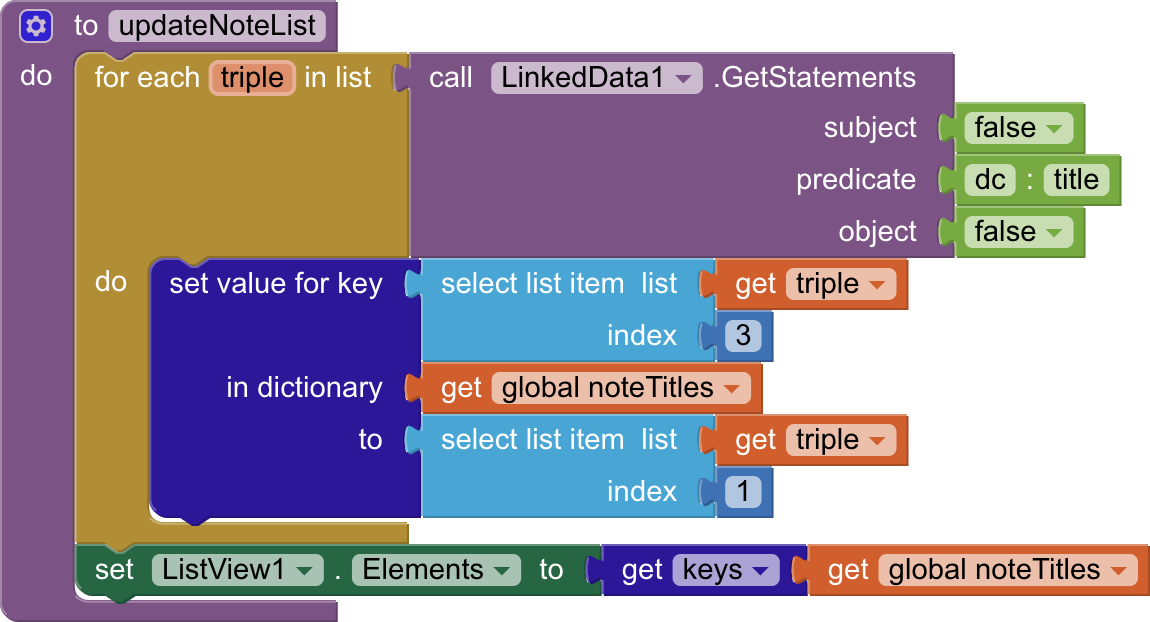 to updateNoteList
do for each triple in list call LinkedData1 .GetStatements
subject false
predicate dc : title
object false
do set value for key select list item list get triple
index 3
in dictionary get global noteTitles
to select list item list get triple
index 1
set ListView1 . Elements to get keys get global noteTitles